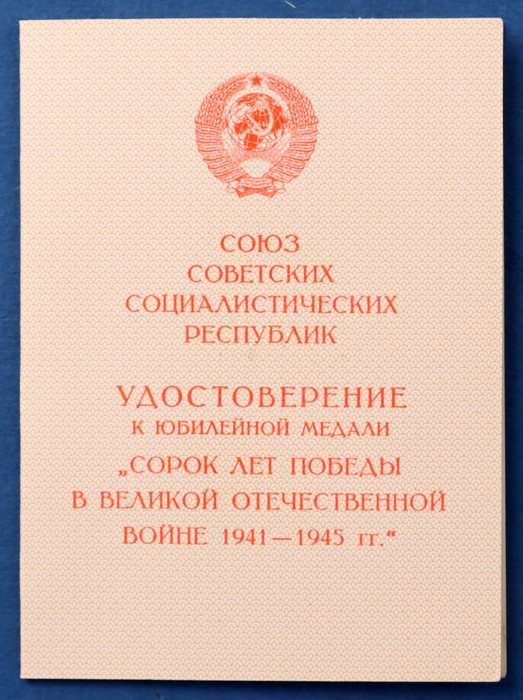 СОЮЗ
СОВЕТСКИХ
СОЦИАЛИСТИЧЕСКИХ
РЕСПУБЛИК
УДОСТОВЕРЕНИЕ
К ЮБИЛЕЙНОЙ МЕДАЛИ
„СОРОК ЛЕТ ПОБЕДЫ
В ВЕЛИКОЙ ОТЕЧЕСТВЕННОЙ
ВОЙНЕ 1941—1945 гг.“